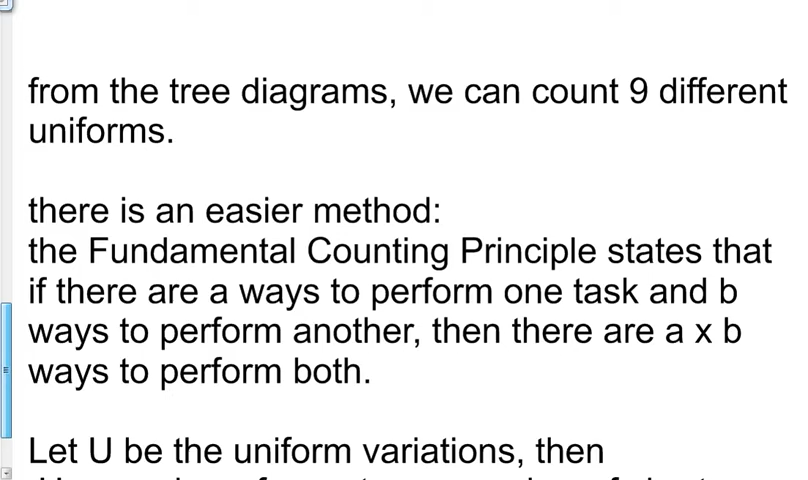 from the tree diagrams, we can count 9 different
uniforms.
there is an easier method:
the Fundamental Counting Principle states that
if there are a ways to perform one task and b
ways to perform another, then there are a x b
ways to perform both.
Let U be the uniform variations, then